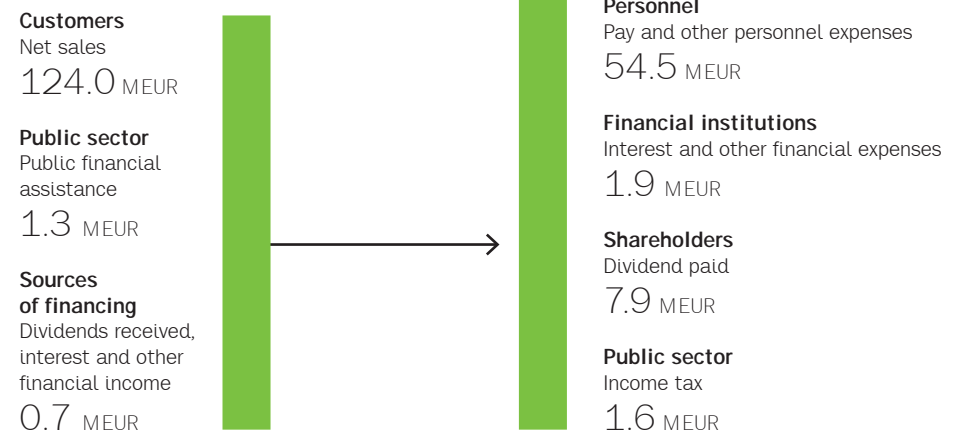 Customers
Net sales
124.0 MEUR
Public sector
Public financial
assistance
1.3 MEUR
Sources
of financing
Dividends received,
interest and other
financial income
0.7 MEUR
Personnel
Pay and other personnel expenses
54.5 MEUR
Financial institutions
Interest and other financial expenses
1.9 MEUR
Shareholders
Dividend paid
7.9 MEUR
Public sector
Income tax
1.6 MEUR